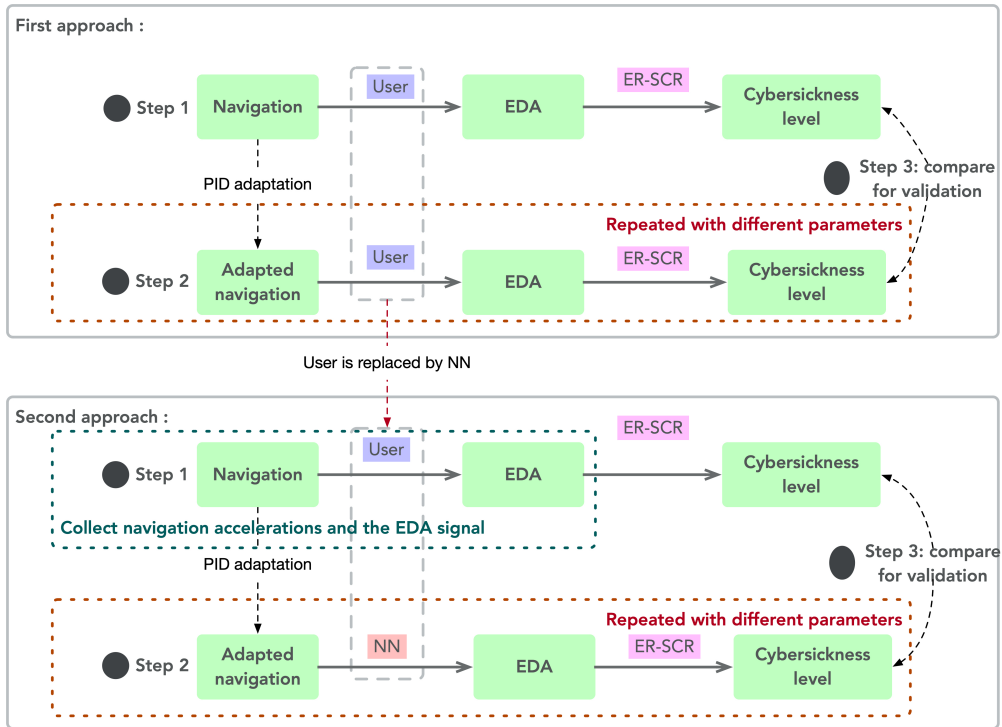 First approach :
User
ER-SCR
Step 1
Navigation
EDA
Cybersickness
level
PID adaptation
Step 3: compare
for validation
Repeated with different parameters
User
ER-SCR
Step 2
Adapted
navigation
EDA
Cybersickness
level
User is replaced by NN
Second approach :
ER-SCR
User
Step 1
Navigation
EDA
Cybersickness
level
Collect navigation accelerations and the EDA signal
PID adaptation
Step 3: compare
for validation
Repeated with different parameters
NN
ER-SCR
Step 2
Adapted
navigation
EDA
Cybersickness
level